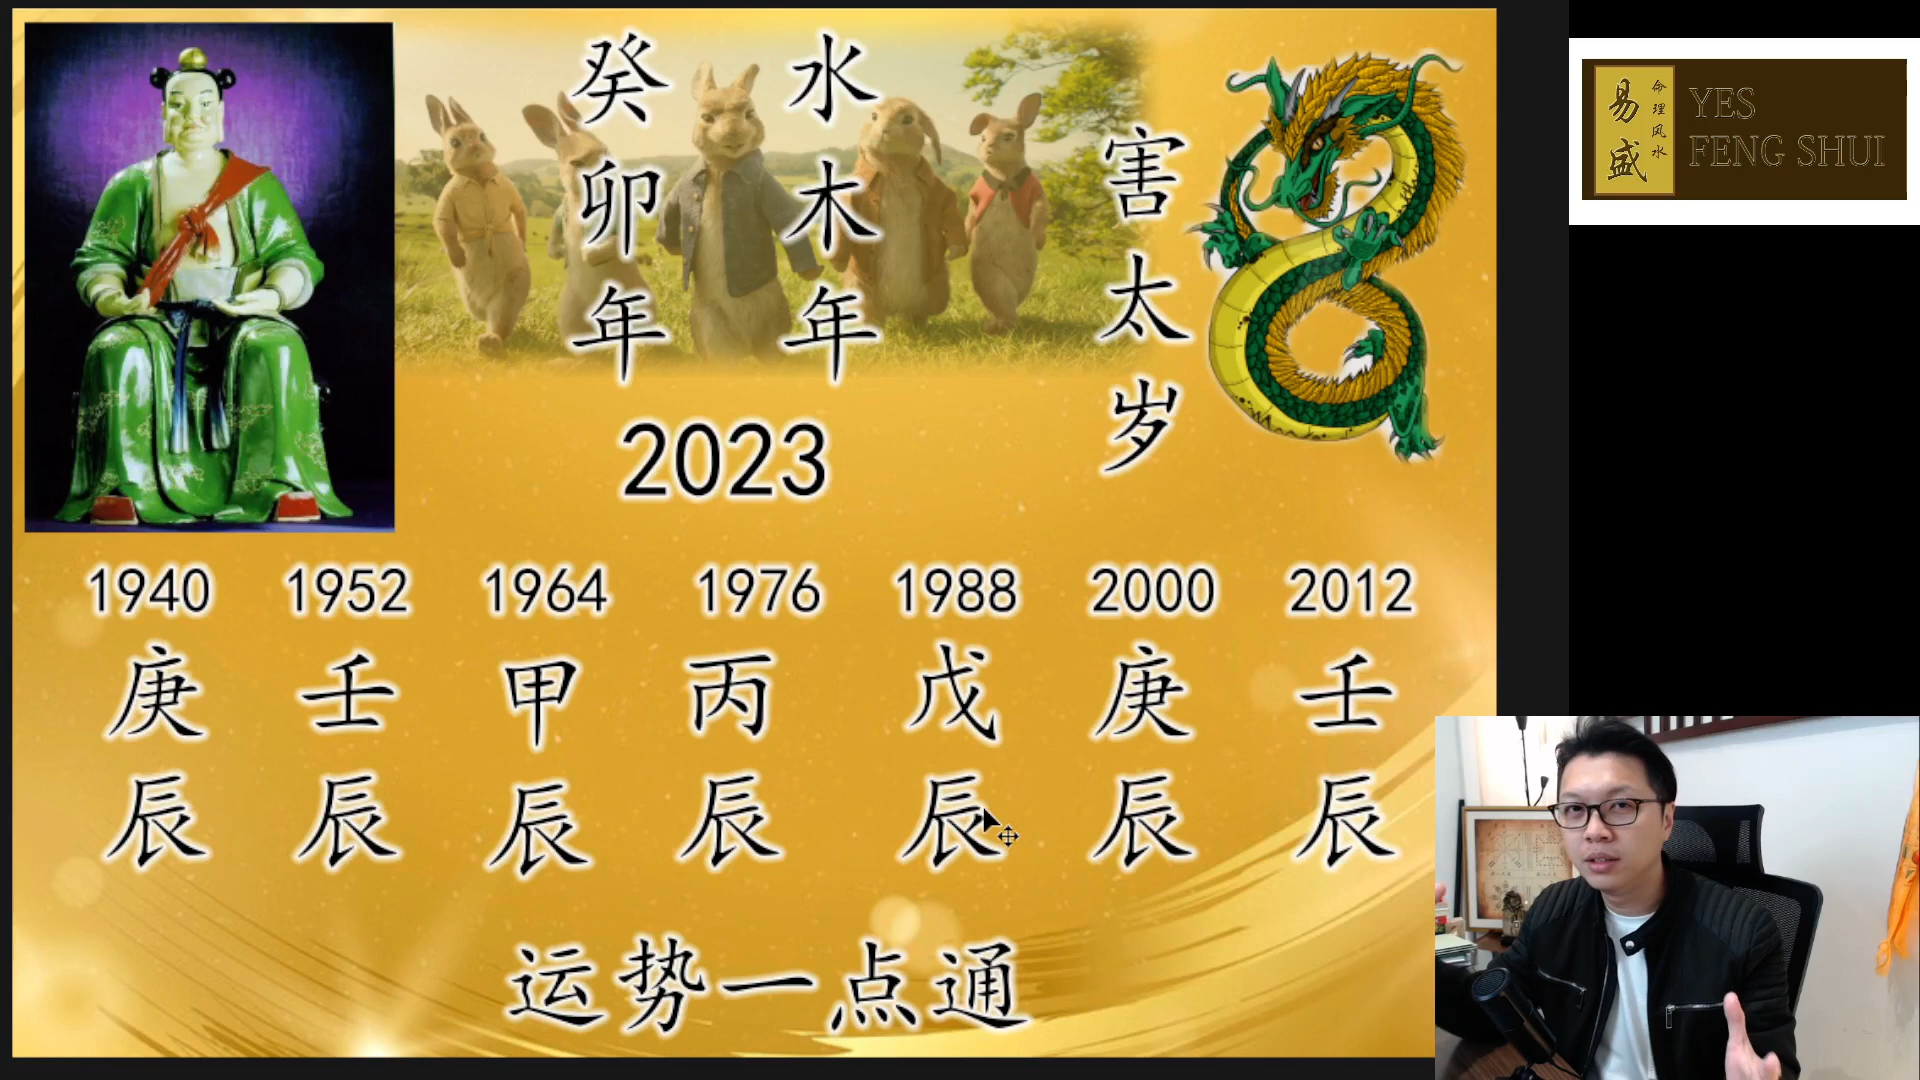 癸卯年
水木年
2023
害太岁
1940 1952 1964 1976 1988 2000 2012
庚 壬 甲 丙 戊 庚 壬
辰 辰 辰 辰 辰 辰 辰
运势一点通
易盛
命理风水
YES
FENG SHUI